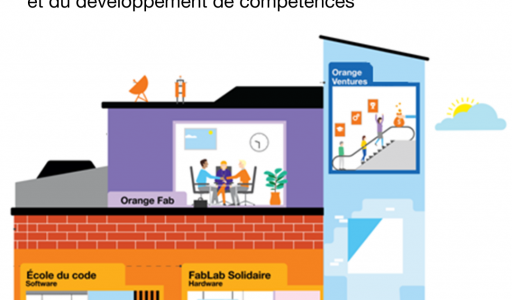 et du développement de compétences
Orange
Ventures
Orange Fab
École du code
Software
FabLab Solidaire
Hardware